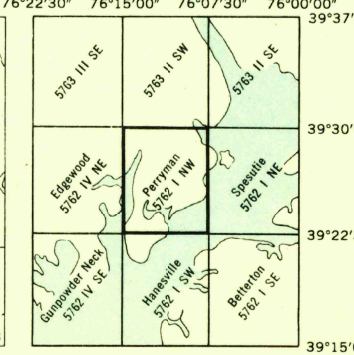 76°22'30" 76°15'00" 76°07'30" 76°00'00"
39°37'
5763 III SE
5763 II SW
5763 II SE
39°30'
Edgewood
5762 IV NE
Perryman
5762 I NW
Spesutie
5762 I NE
39°22'
Gunpowder Neck
5762 IV SE
Hanesville
5762 I SW
Betterton
5762 I SE
39°15'